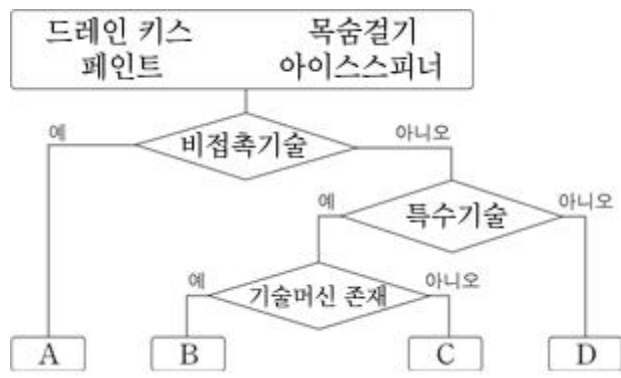 드레인 키스 목숨걸기
페인트 아이스스피너
비접촉기술
예 아니오
특수기술
예 아니오
기술머신 존재
예 아니오
A B C D